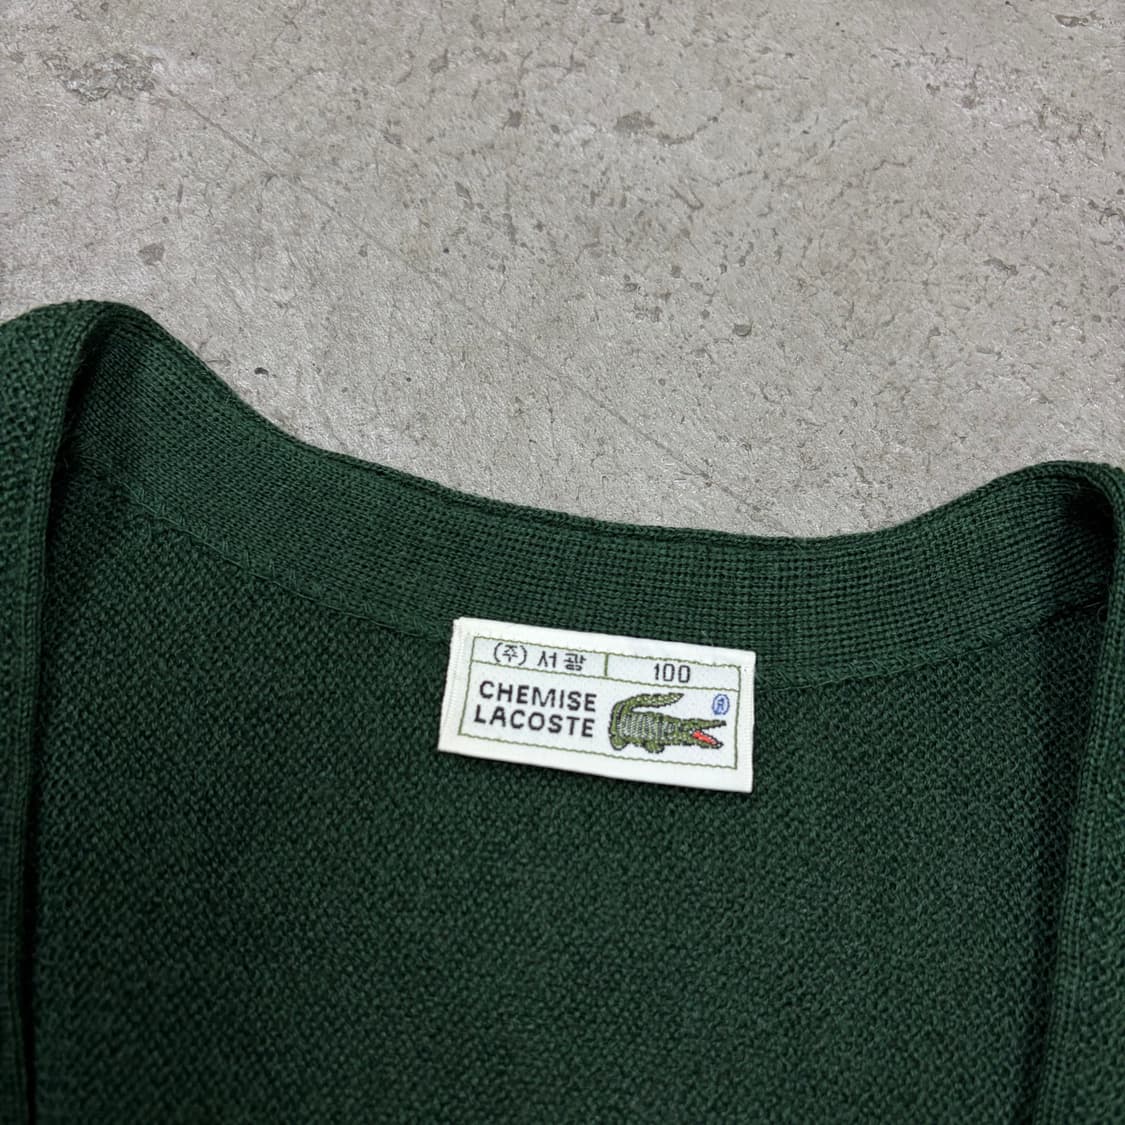 (주) 서광 100
CHEMISE
LACOSTE
®